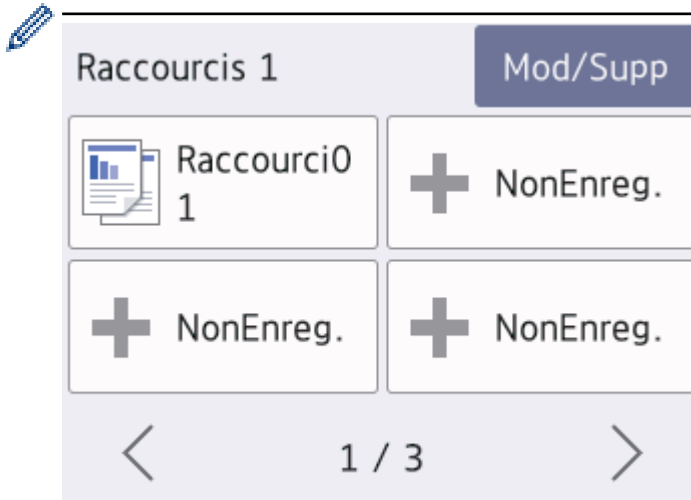 Raccourcis 1
Mod/Supp
Raccourci0
1
NonEnreg.
NonEnreg.
NonEnreg.
1 / 3